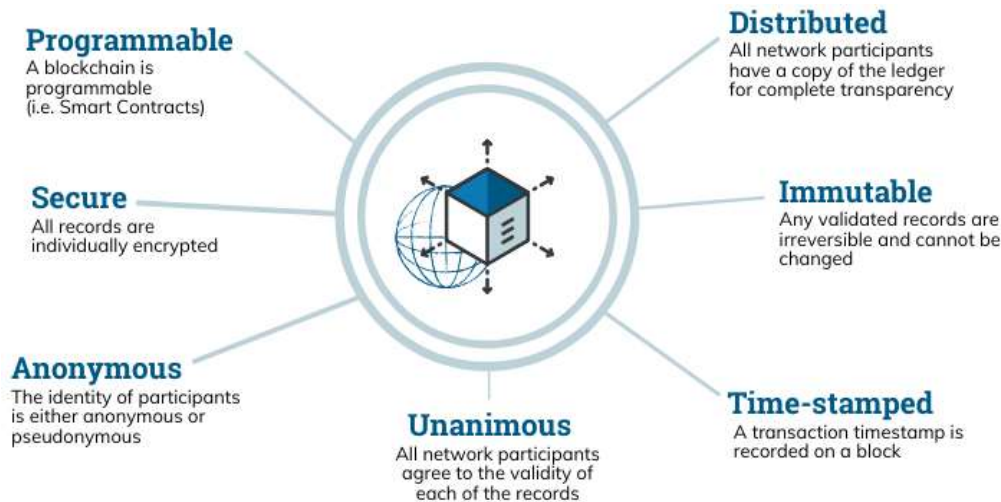 Programmable
A blockchain is
programmable
(i.e. Smart Contracts)
Secure
All records are
individually encrypted
Anonymous
The identity of participants
is either anonymous or
pseudonymous
Unanimous
All network participants
agree to the validity of
each of the records
Distributed
All network participants
have a copy of the ledger
for complete transparency
Immutable
Any validated records are
irreversible and cannot be
changed
Time-stamped
A transaction timestamp is
recorded on a block